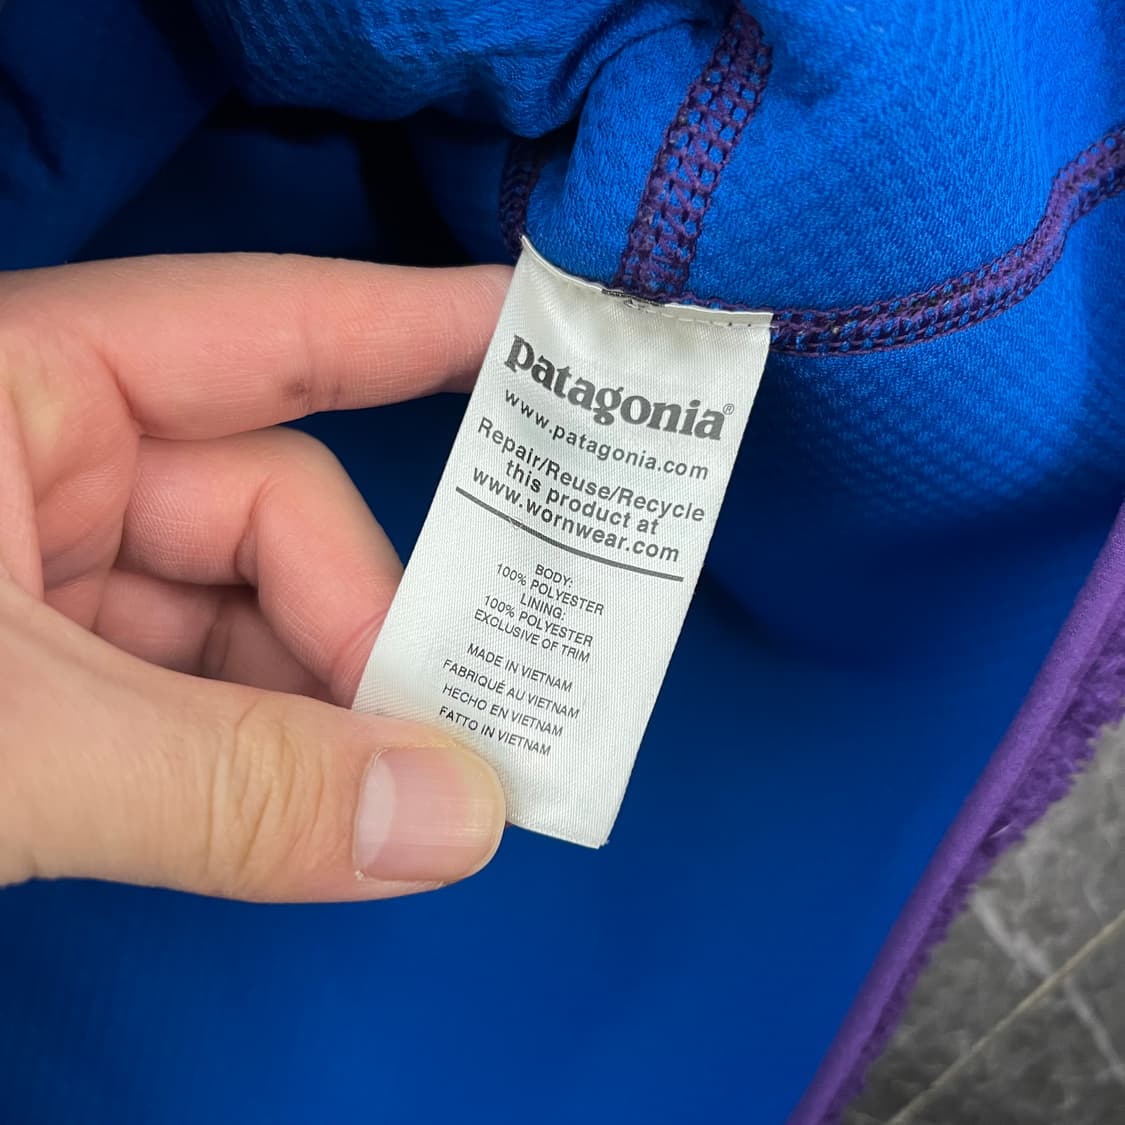 patagonia®
www.patagonia.com
Repair/Reuse/Recycle
this product at
www.wornwear.com
BODY:
100% POLYESTER
LINING:
100% POLYESTER
EXCLUSIVE OF TRIM
MADE IN VIETNAM
FABRIQUÉ AU VIETNAM
HECHO EN VIETNAM
FATTO IN VIETNAM